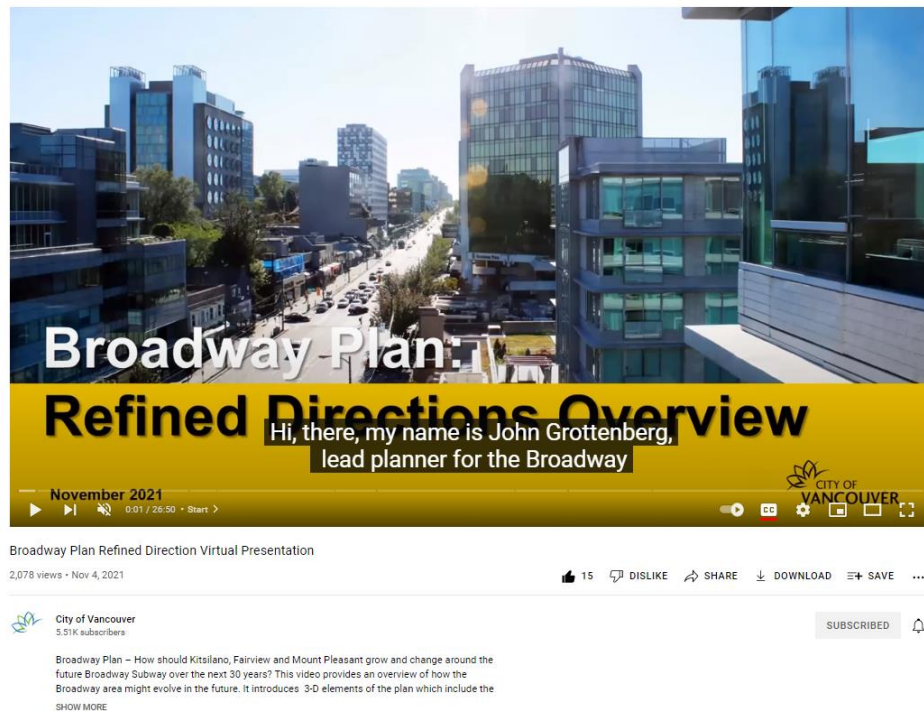 Broadway Plan:
Refined Directions Overview
Hi, there, my name is John Grottenberg,
lead planner for the Broadway
November 2021
CITY OF
VANCOUVER
0:01 / 26:50 • Start >
CC
Broadway Plan Refined Direction Virtual Presentation
2,078 views • Nov 4, 2021
15 DISLIKE SHARE DOWNLOAD SAVE ...
City of Vancouver
5.51K subscribers
SUBSCRIBED
Broadway Plan – How should Kitsilano, Fairview and Mount Pleasant grow and change around the
future Broadway Subway over the next 30 years? This video provides an overview of how the
Broadway area might evolve in the future. It introduces  3-D elements of the plan which include the
SHOW MORE